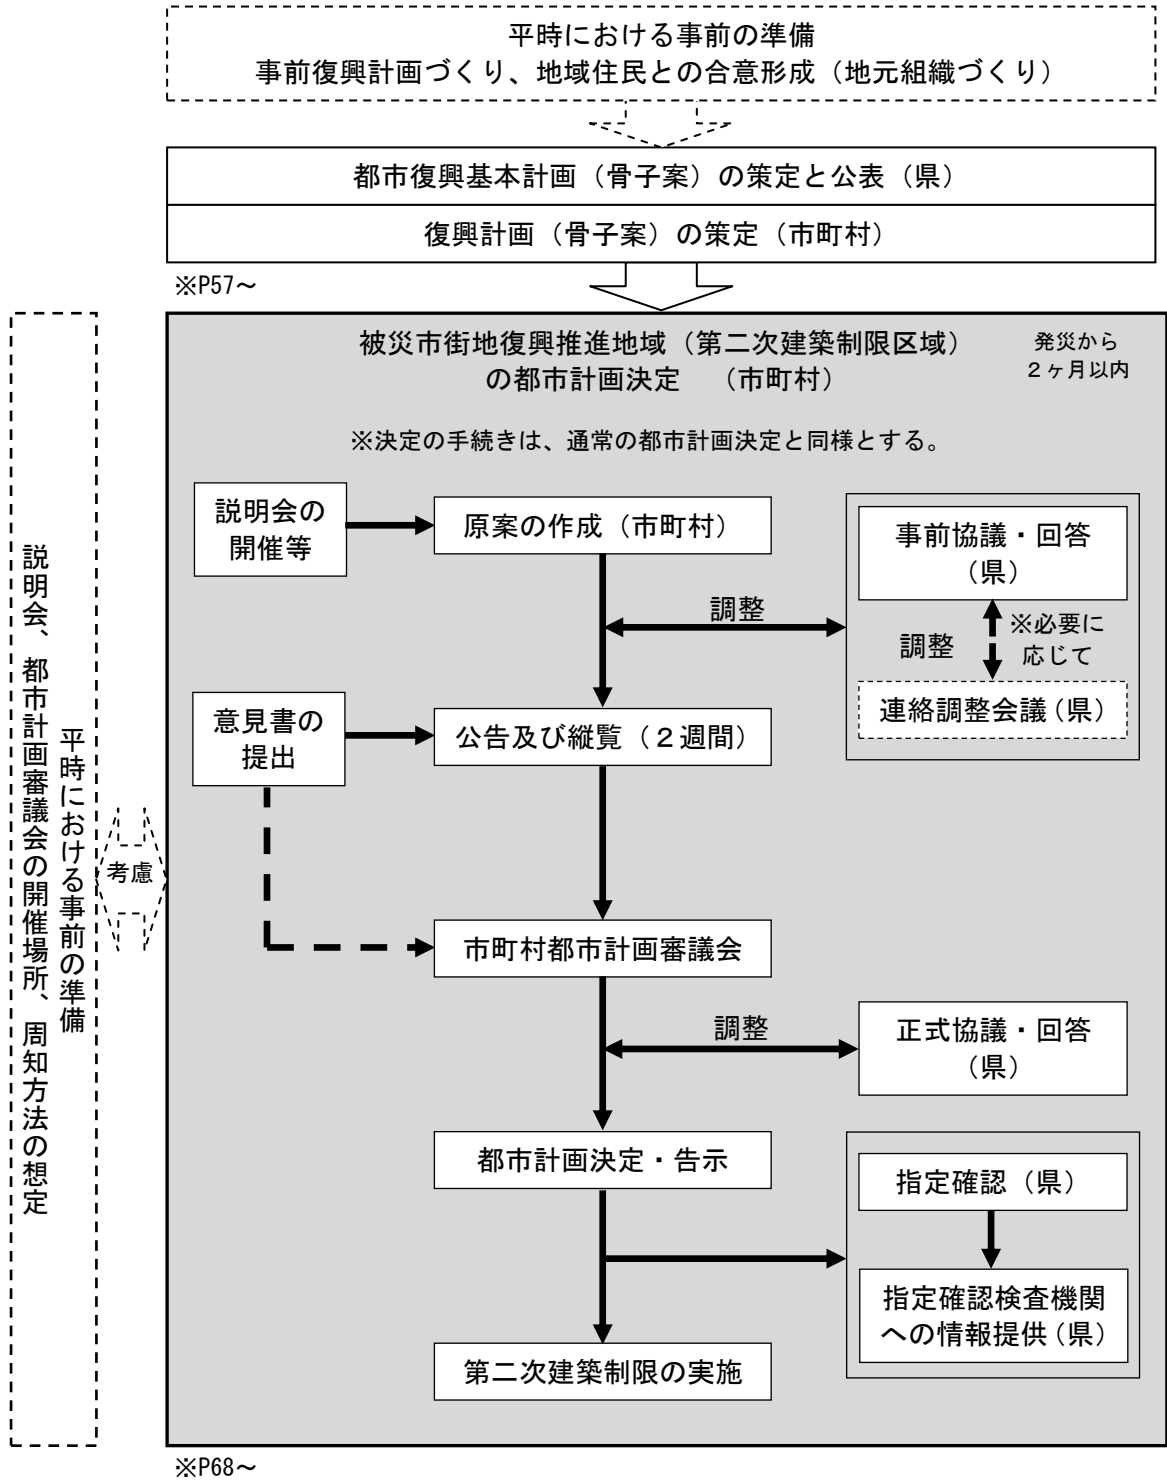 平時における事前の準備
事前復興計画づくり、地域住民との合意形成（地元組織づくり）
都市復興基本計画（骨子案）の策定と公表（県）
復興計画（骨子案）の策定（市町村）
※P57～
被災市街地復興推進地域（第二次建築制限区域）
の都市計画決定　（市町村）
発災から
２ヶ月以内
※決定の手続きは、通常の都市計画決定と同様とする。
説明会の
開催等
原案の作成（市町村）
事前協議・回答
（県）
調整
調整
※必要に
応じて
連絡調整会議（県）
意見書の
提出
公告及び縦覧（２週間）
平時における事前の準備
説明会、都市計画審議会の開催場所、周知方法の想定
考慮
市町村都市計画審議会
調整
正式協議・回答
（県）
都市計画決定・告示
指定確認（県）
指定確認検査機関
への情報提供（県）
第二次建築制限の実施
※P68～